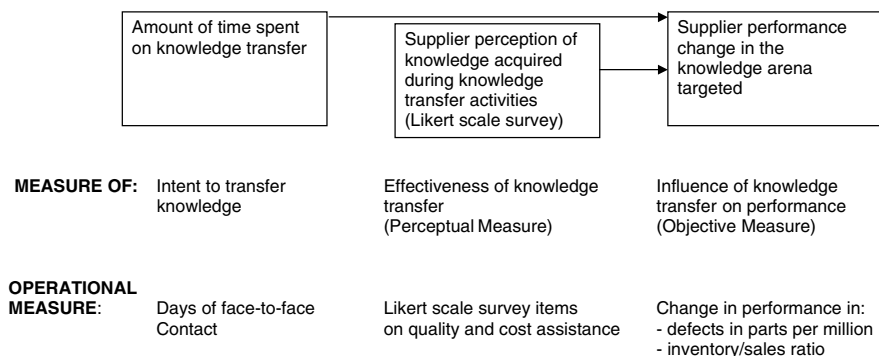 Amount of time spent
on knowledge transfer
Supplier perception of
knowledge acquired
during knowledge
transfer activities
(Likert scale survey)
Supplier performance
change in the
knowledge arena
targeted
MEASURE OF:
Intent to transfer
knowledge
Effectiveness of knowledge
transfer
(Perceptual Measure)
Influence of knowledge
transfer on performance
(Objective Measure)
OPERATIONAL
MEASURE:
Days of face-to-face
Contact
Likert scale survey items
on quality and cost assistance
Change in performance in:
- defects in parts per million
- inventory/sales ratio